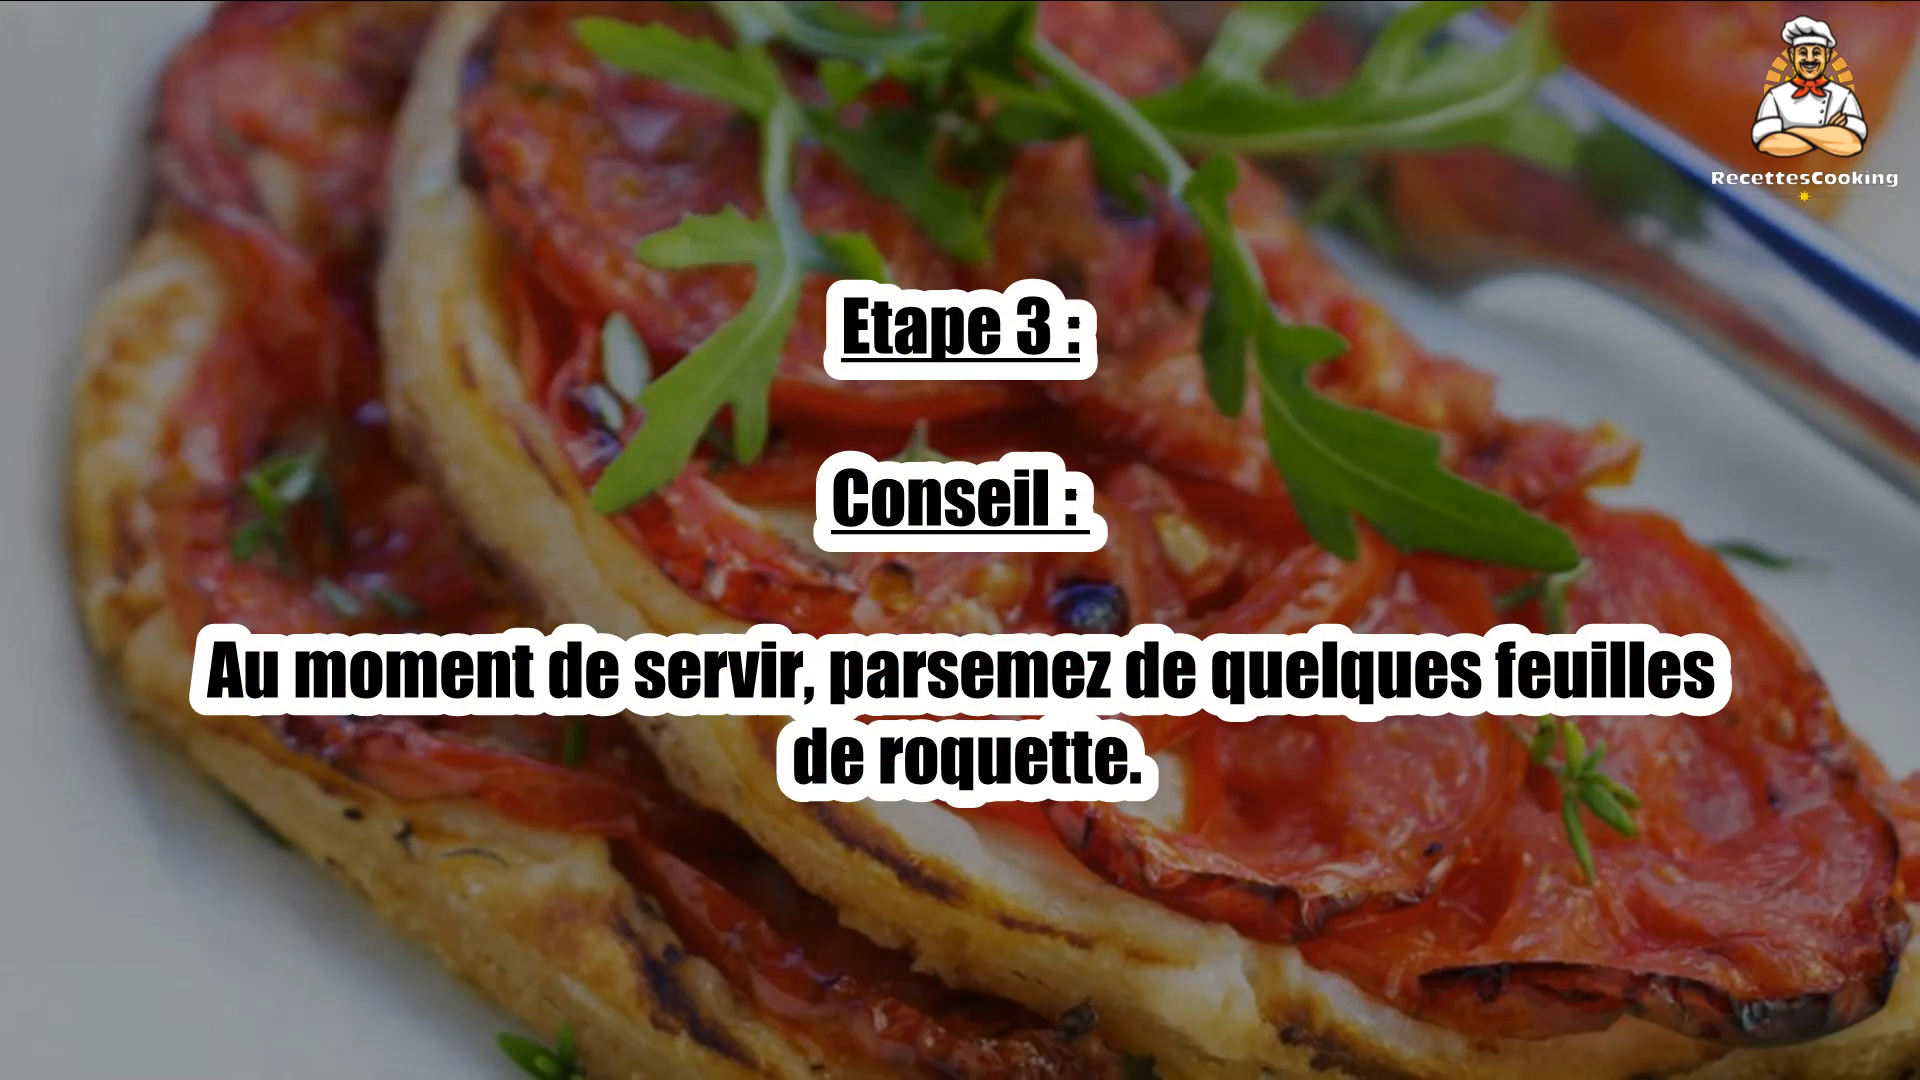 RecettesCooking
Etape 3 :
Conseil :
Au moment de servir, parsemez de quelques feuilles
de roquette.